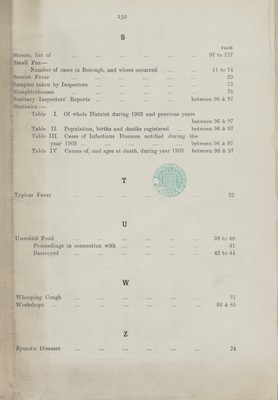 132
S
PAGE
Streets, list of ... ... ... ... ... 97 to 127
Small Pox—
Number of cases in Borough, and where occurred ... ... 11 to 14
Scarlet Fever ... ... ... ... ... 20
Samples taken by Inspectors ... ... ... ... 73
Slaughterhouses ... ... ... ... ... 70
Sanitary Inspectors' Reports ... ... ... between 96 & 97
Statistics:—
Table I. Of whole District during 1903 and previous years
between 96 & 97
Table II. Population, births and deaths registered ... between 96 & 97
Table III. Cases of Infectious Diseases notified during the
year 1903 ... ... ... ... between 96 & 97
Table IV. Causes of, and ages at death, during year 1903 between 96 & 97
T
Typhus Fever ... ... ... ... 22
U
Unsound Food ... ... ... ... ... 38 to 40
Proceedings in connection with ... ... ... ... 41
Destroyed ... ... ... ... 42 to 44
W
Whooping Cough ... ... ... ... ...
Workshops ... ... ... ... ... 84 & 85
Z
Zymotic Diseases ... ... ... ... ... 24